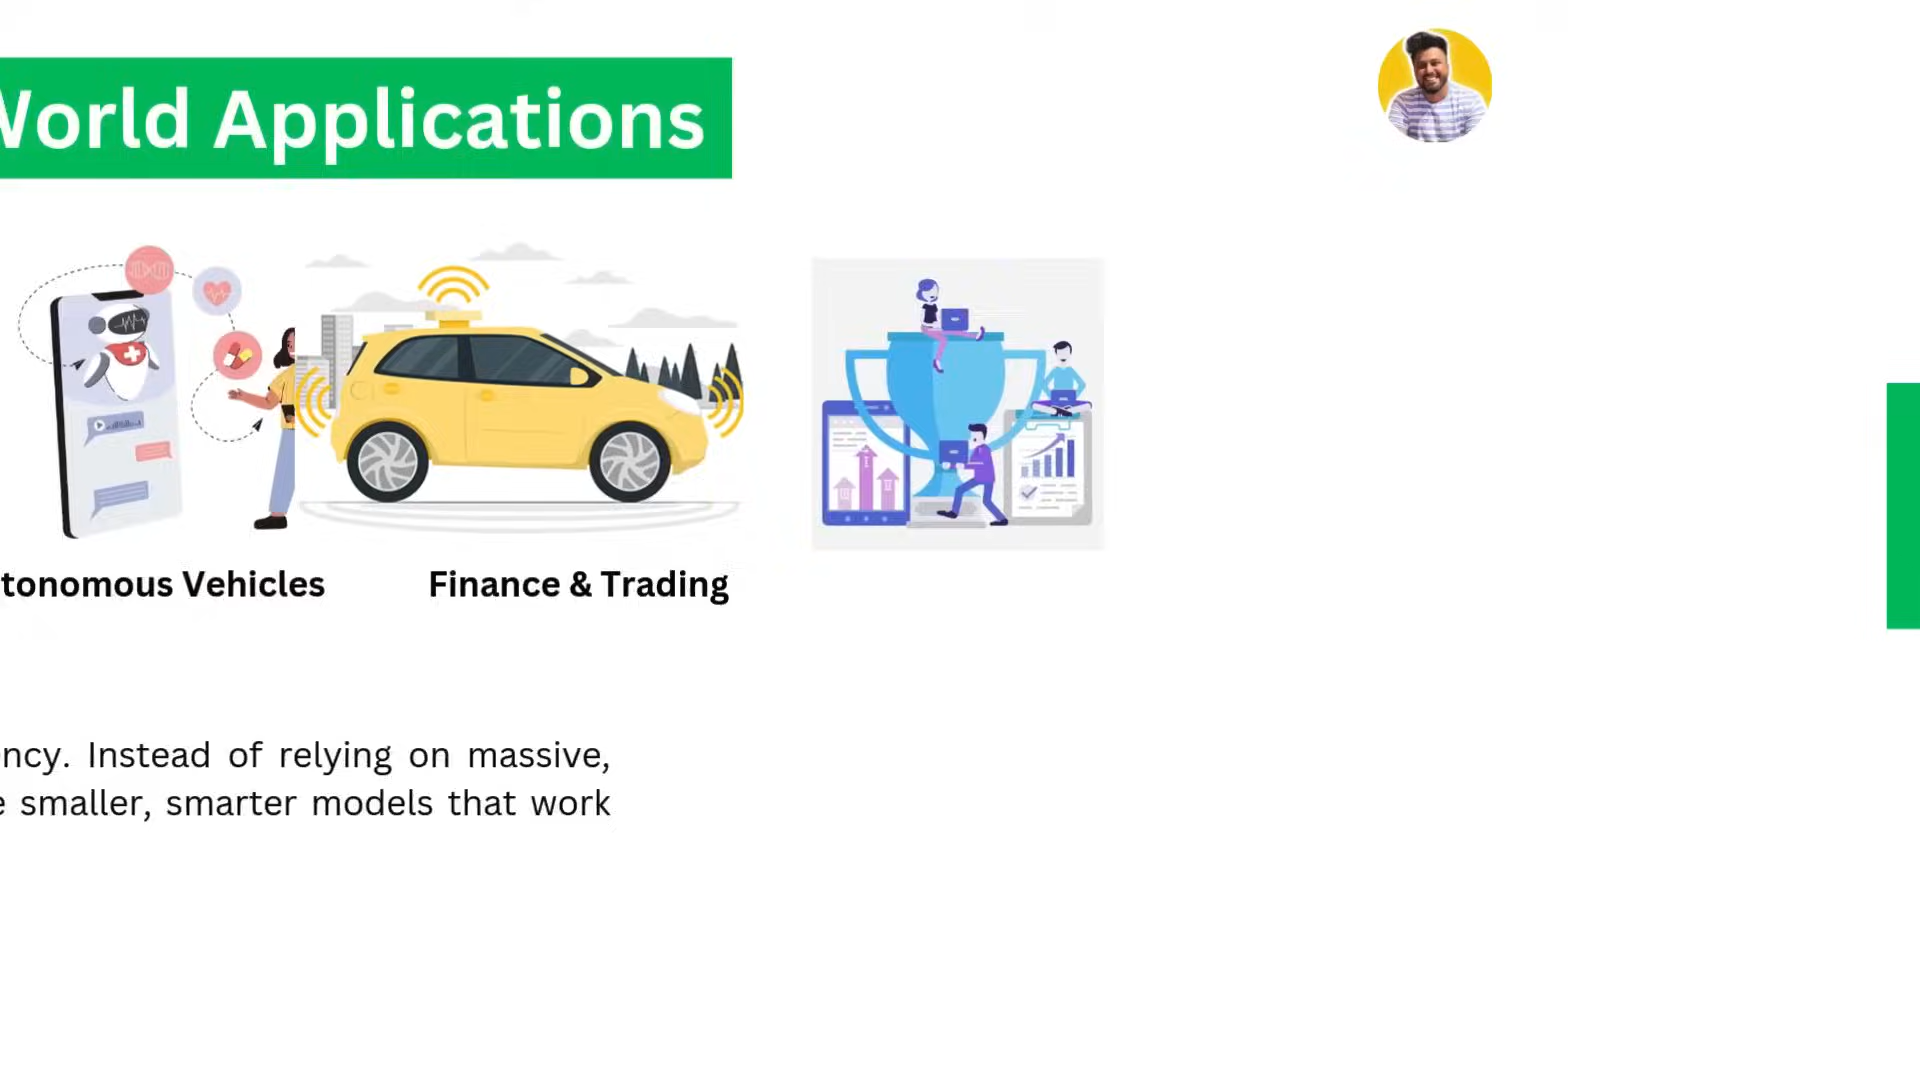 World Applications
tonomous Vehicles
Finance & Trading
ncy. Instead of relying on massive,
e smaller, smarter models that work